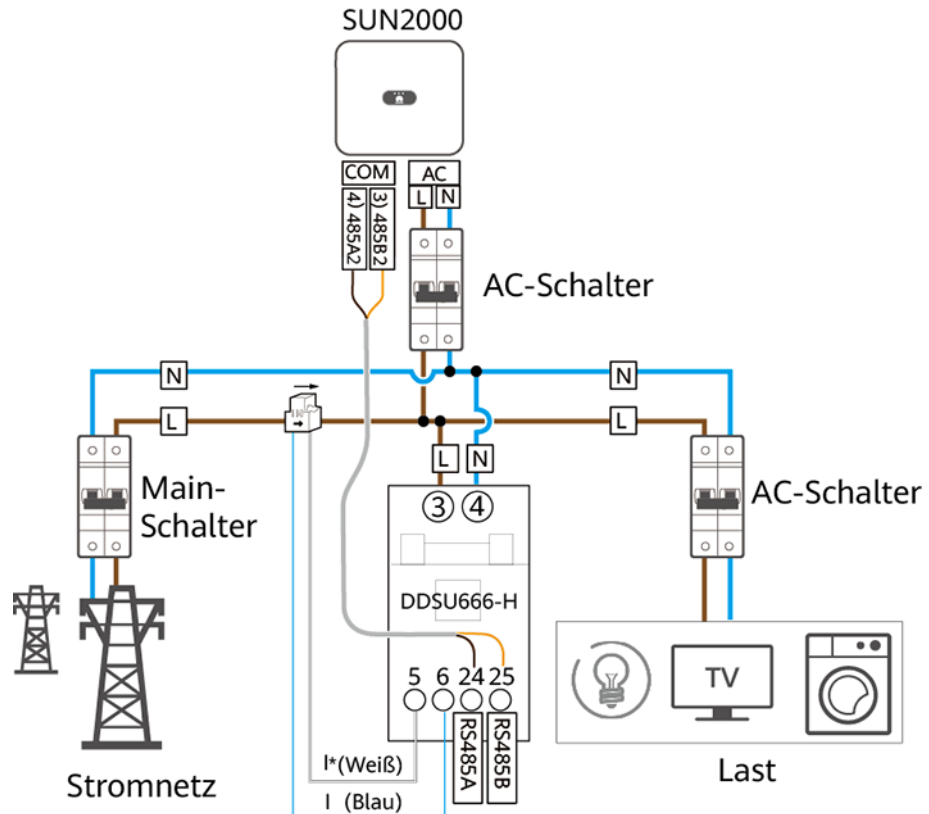 SUN2000
COM
AC
L N
4) 485A2
3) 485B2
AC-Schalter
N
N
L
L
L N
Main-
Schalter
AC-Schalter
3 4
DDSU666-H
5 6 24 25
TV
RS485A
RS485B
I*(Weiß)
I (Blau)
Stromnetz
Last